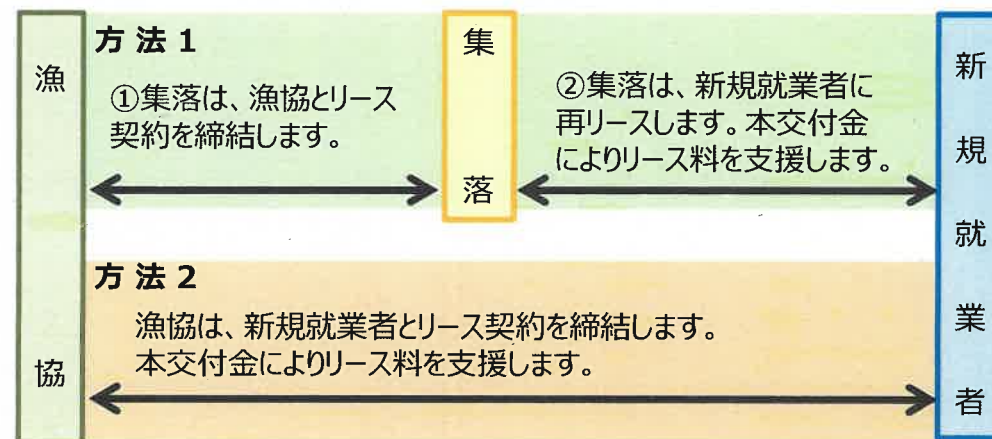 漁協
方法1
①集落は、漁協とリース
契約を締結します。
集落
②集落は、新規就業者に
再リースします。本交付金
によりリース料を支援します。
新規就業者
方法2
漁協は、新規就業者とリース契約を締結します。
本交付金によりリース料を支援します。